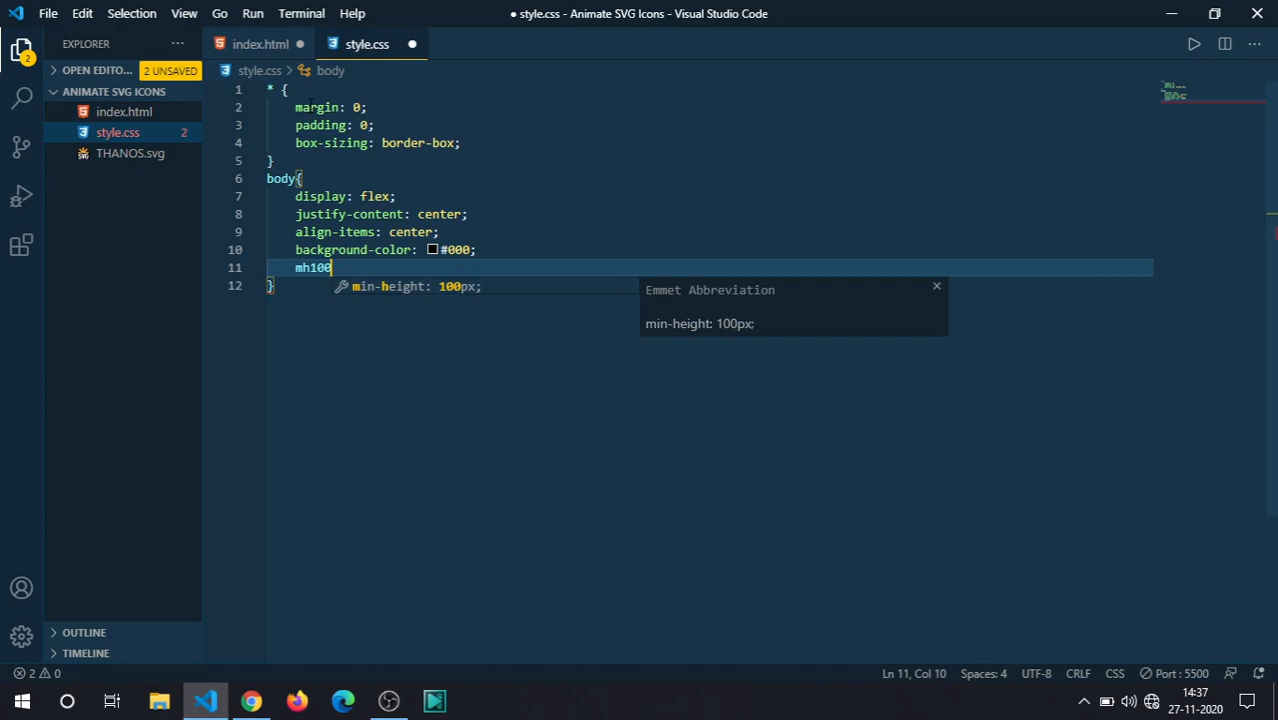 File Edit Selection View Go Run Terminal Help
● style.css - Animate SVG Icons - Visual Studio Code
EXPLORER
index.html
style.css
2
OPEN EDITO... 2 UNSAVED
style.css > body
ANIMATE SVG ICONS
index.html
style.css 2
THANOS.svg
1 * {
2 margin: 0;
3 padding: 0;
4 box-sizing: border-box;
5 }
6 body{
7 display: flex;
8 justify-content: center;
9 align-items: center;
10 background-color: #000;
11 mh100
12 }
min-height: 100px;
Emmet Abbreviation
min-height: 100px;
OUTLINE
TIMELINE
2 0
Ln 11, Col 10 Spaces: 4 UTF-8 CRLF CSS Port : 5500
14:37
27-11-2020